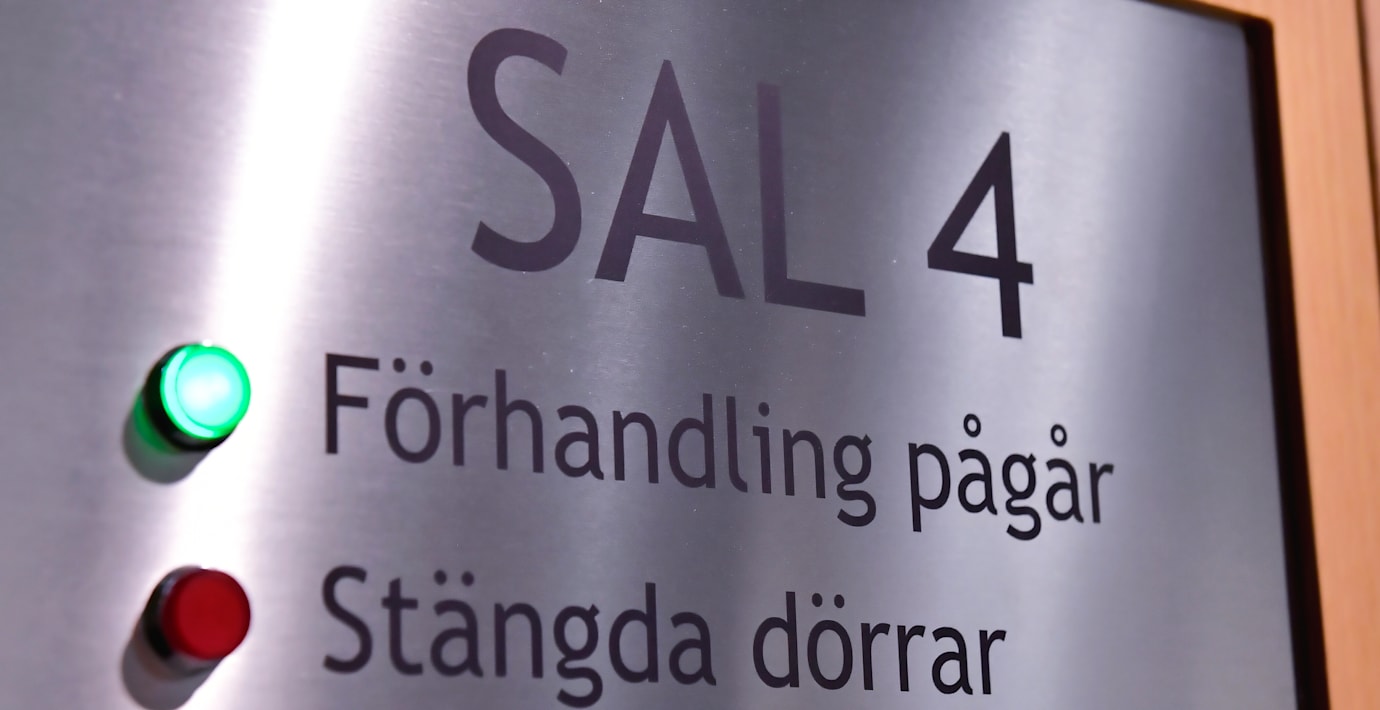 SAL 4
Förhandling pågår
Stängda dörrar